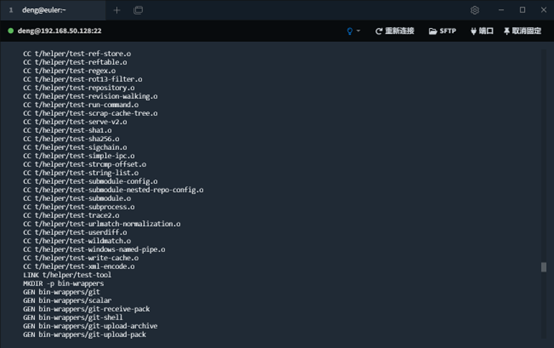 1 deng@euler:~
deng@192.168.50.128:22 重新连接 SFTP 端口 取消固定
CC t/helper/test-ref-store.o
CC t/helper/test-reftable.o
CC t/helper/test-regex.o
CC t/helper/test-rot13-filter.o
CC t/helper/test-repository.o
CC t/helper/test-revision-walking.o
CC t/helper/test-run-command.o
CC t/helper/test-scrap-cache-tree.o
CC t/helper/test-serve-v2.o
CC t/helper/test-sha1.o
CC t/helper/test-sha256.o
CC t/helper/test-sigchain.o
CC t/helper/test-simple-ipc.o
CC t/helper/test-strcmp-offset.o
CC t/helper/test-string-list.o
CC t/helper/test-submodule-config.o
CC t/helper/test-submodule-nested-repo-config.o
CC t/helper/test-submodule.o
CC t/helper/test-subprocess.o
CC t/helper/test-trace2.o
CC t/helper/test-urlmatch-normalization.o
CC t/helper/test-userdiff.o
CC t/helper/test-wildmatch.o
CC t/helper/test-windows-named-pipe.o
CC t/helper/test-write-cache.o
CC t/helper/test-xml-encode.o
LINK t/helper/test-tool
MKDIR -p bin-wrappers
GEN bin-wrappers/git
GEN bin-wrappers/scalar
GEN bin-wrappers/git-receive-pack
GEN bin-wrappers/git-shell
GEN bin-wrappers/git-upload-archive
GEN bin-wrappers/git-upload-pack